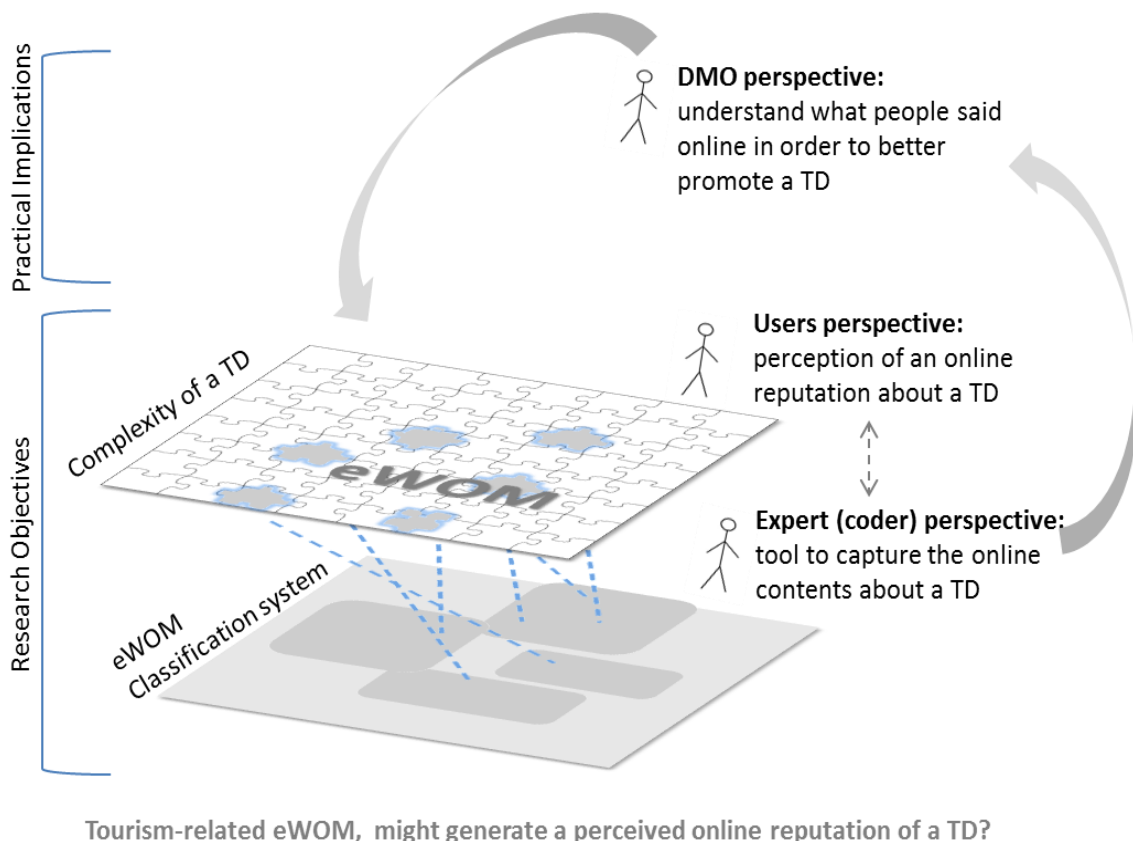 Practical Implications
DMO perspective:
understand what people said
online in order to better
promote a TD
Research Objectives
Complexity of a TD
eWOM
Users perspective:
perception of an online
reputation about a TD
Expert (coder) perspective:
tool to capture the online
contents about a TD
eWOM
Classification system
Tourism-related eWOM, might generate a perceived online reputation of a TD?